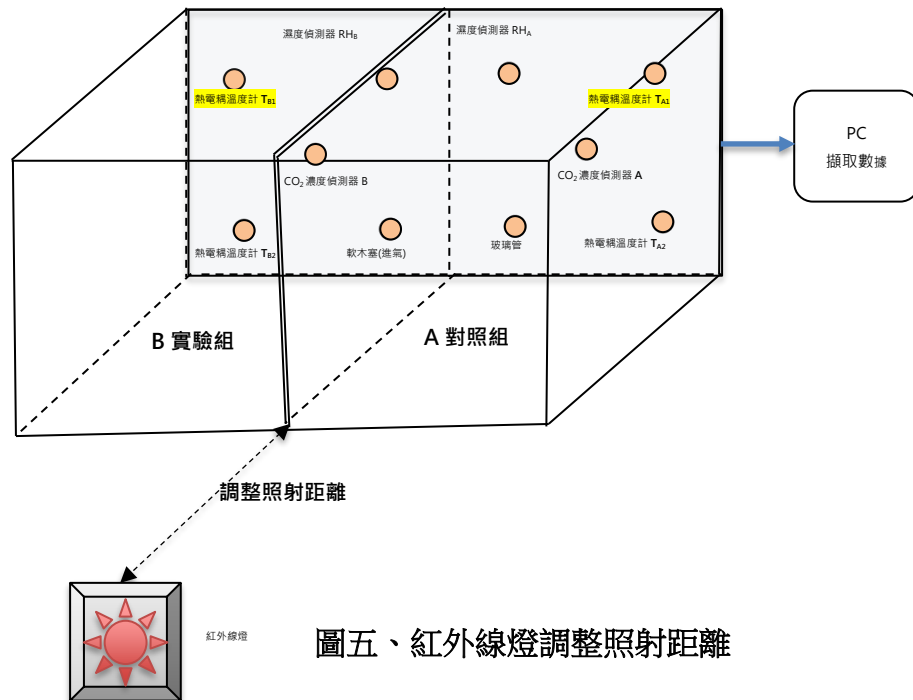 濕度偵測器 RHB
濕度偵測器 RHA
熱電耦溫度計 TB1
熱電耦溫度計 TA1
PC
擷取數據
CO2 濃度偵測器 B
CO2 濃度偵測器 A
熱電耦溫度計 TB2
軟木塞(進氣)
玻璃管
熱電耦溫度計 TA2
B 實驗組
A 對照組
調整照射距離
紅外線燈
圖五、紅外線燈調整照射距離